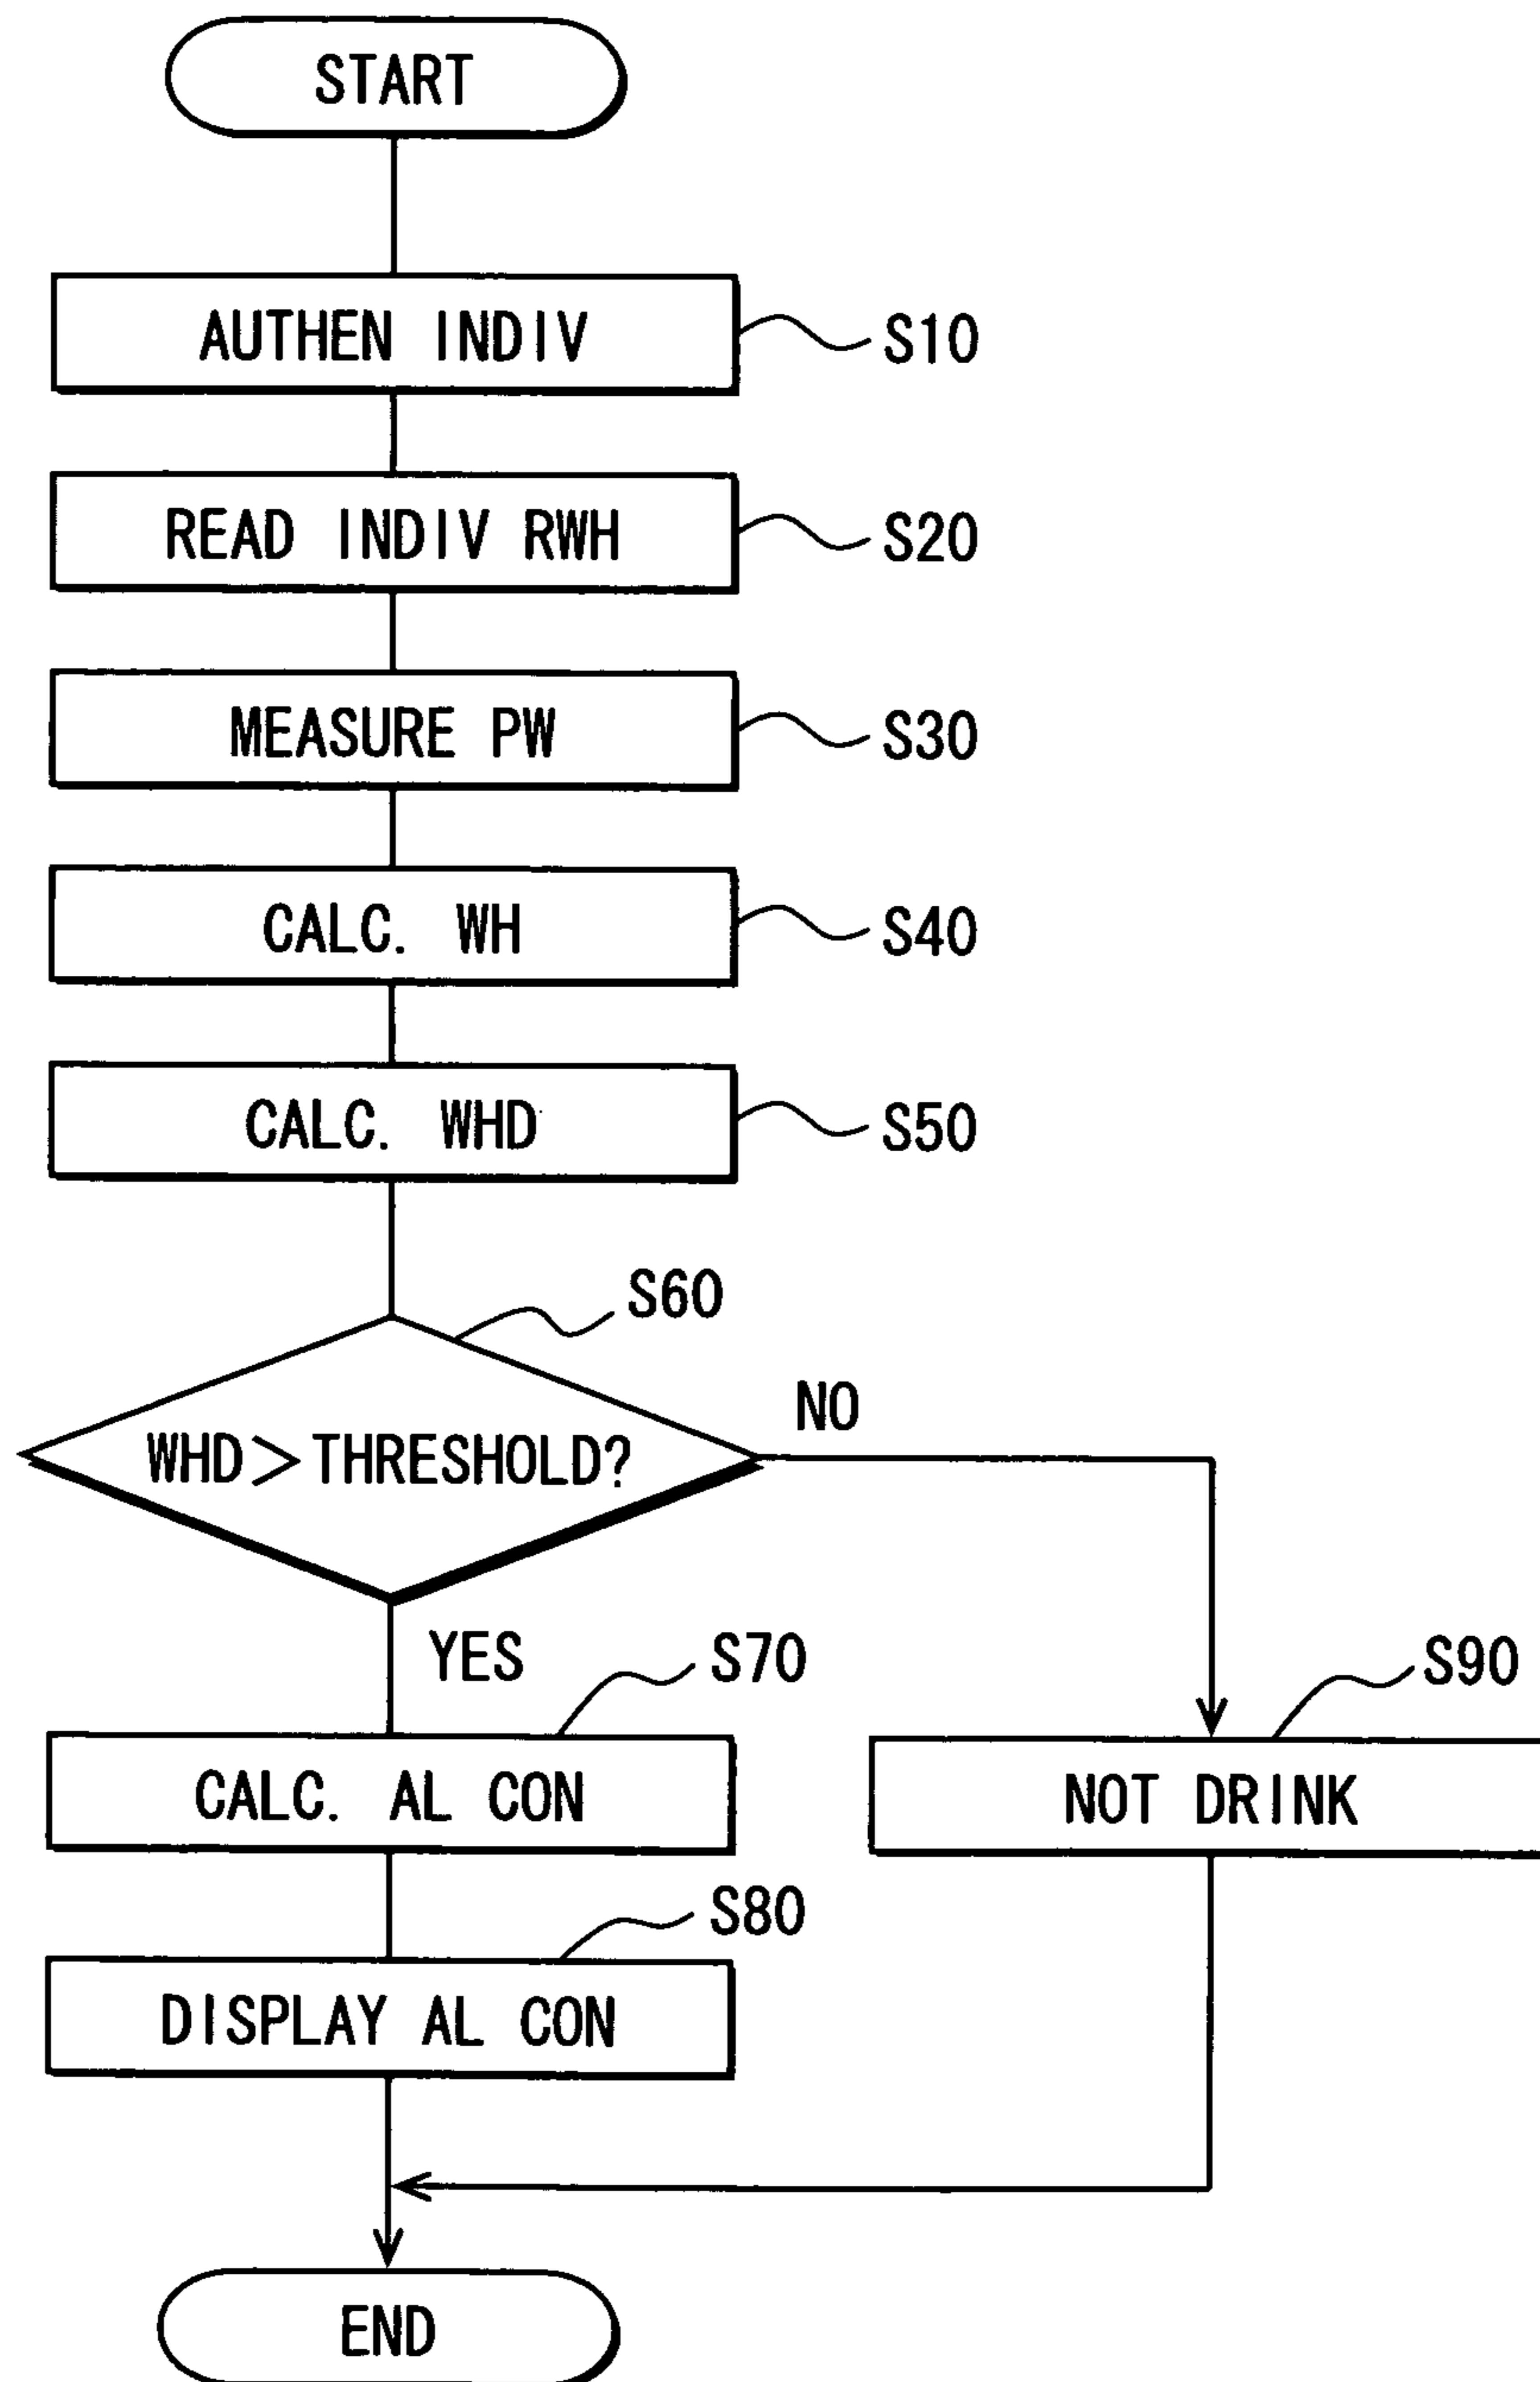 START
AUTHEN INDIV
S10
READ INDIV RWH
S20
MEASURE PW
S30
CALC. WH
S40
CALC. WHD
S50
S60
WHD>THRESHOLD?
NO
YES
S70
S90
CALC. AL CON
NOT DRINK
S80
DISPLAY AL CON
END